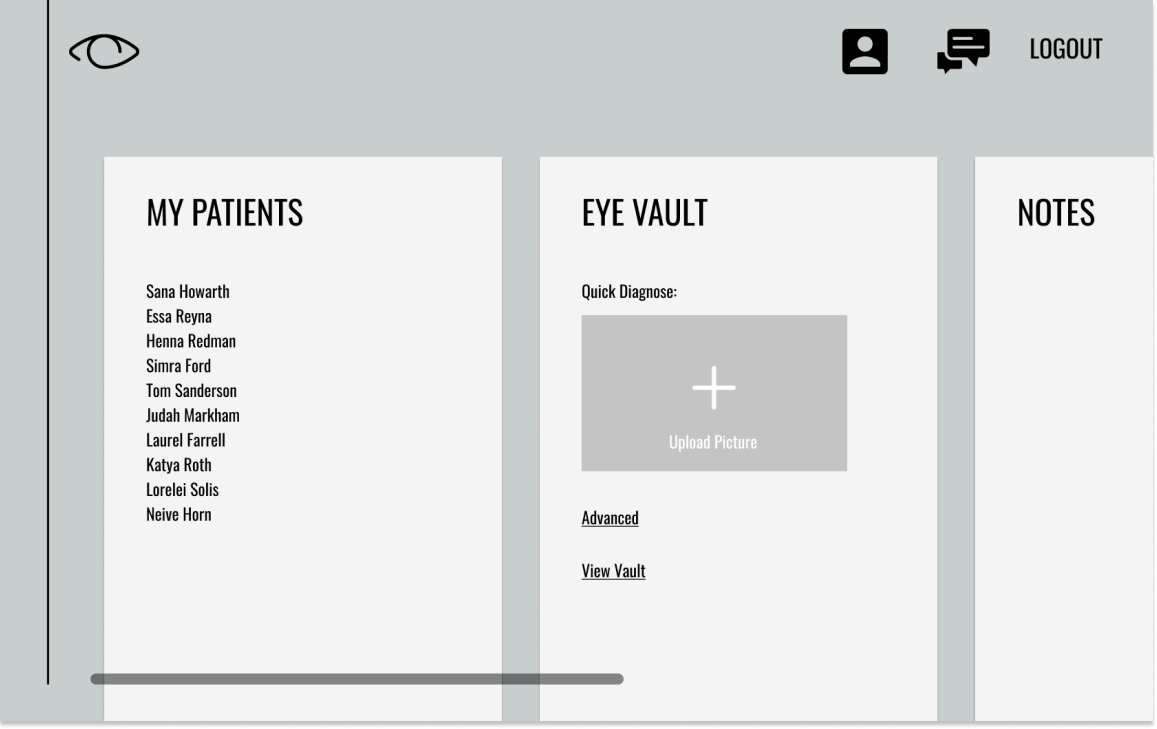 LOGOUT
MY PATIENTS
Sana Howarth
Essa Reyna
Henna Redman
Simra Ford
Tom Sanderson
Judah Markham
Laurel Farrell
Katya Roth
Lorelei Solis
Neive Horn
EYE VAULT
Quick Diagnose:
Upload Picture
Advanced
View Vault
NOTES